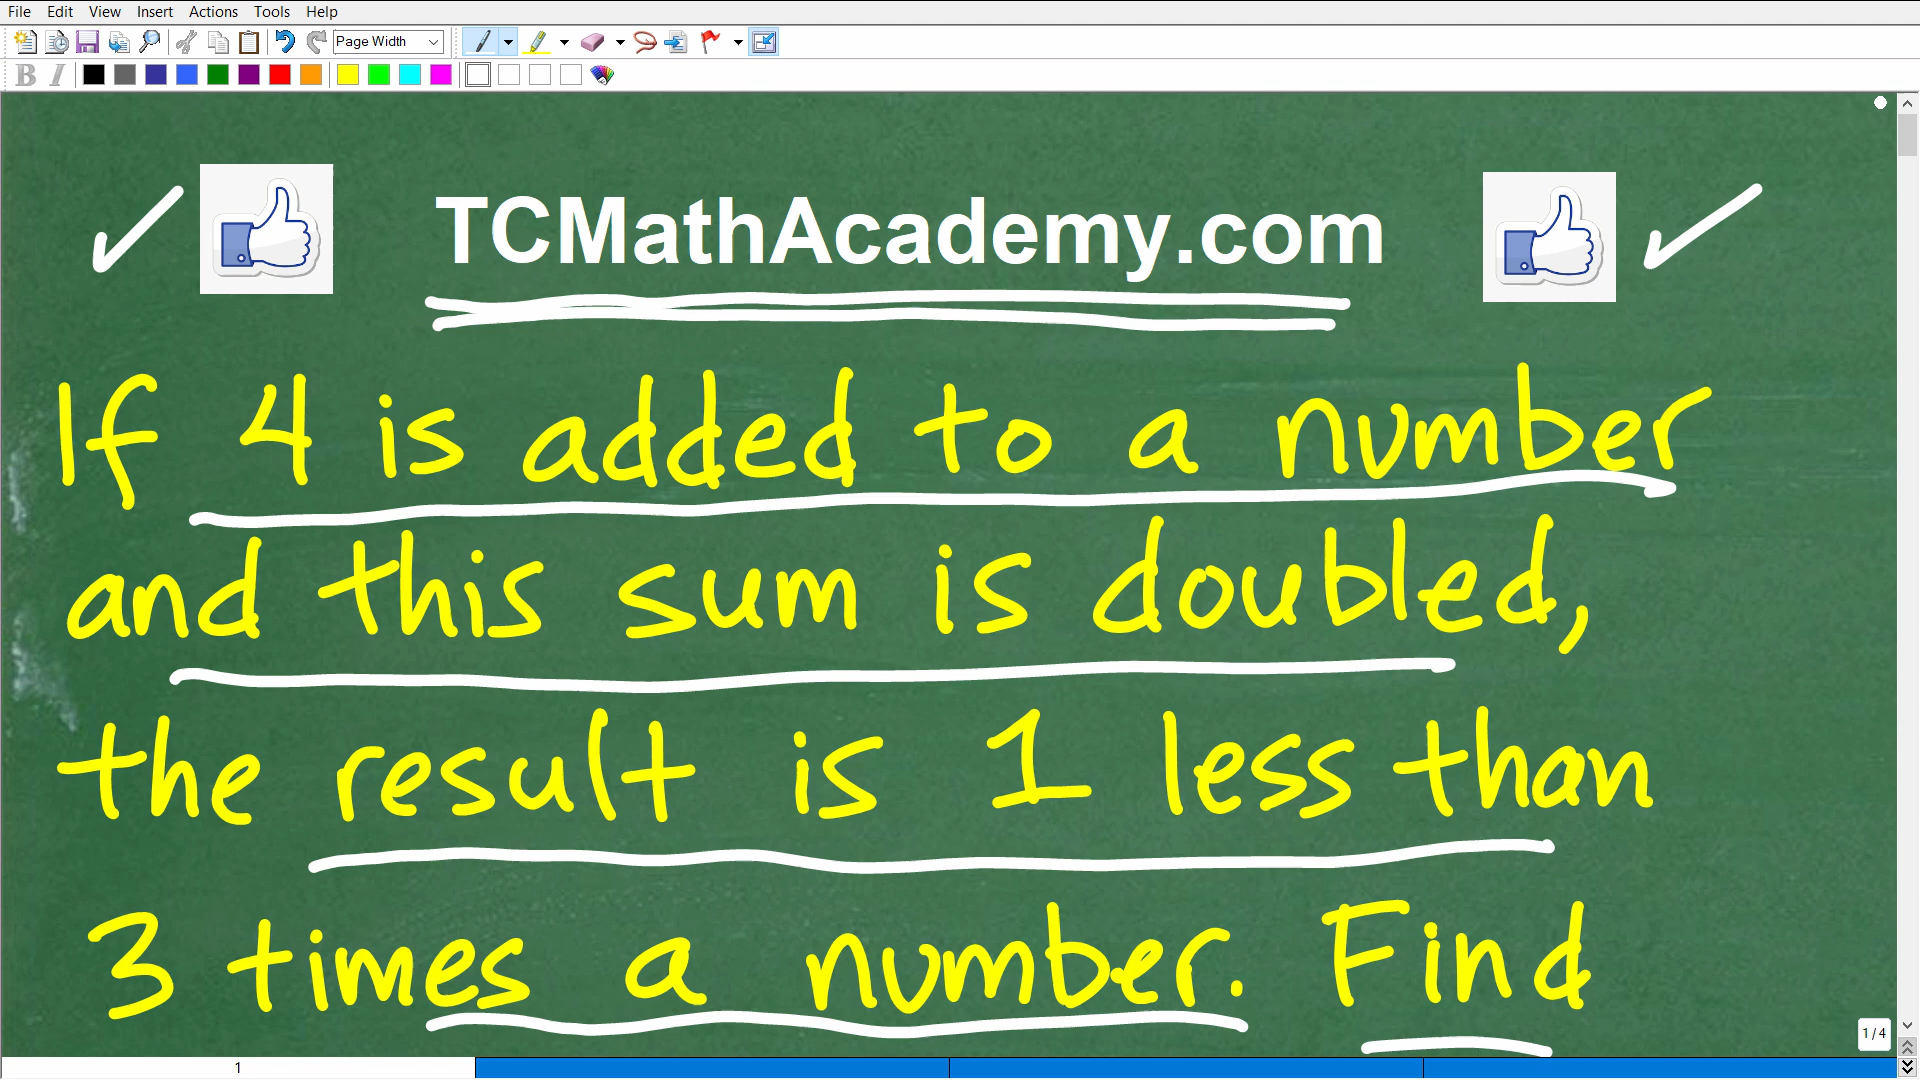 File Edit View Insert Actions Tools Help
Page Width
B I
TCMathAcademy.com
If 4 is added to a number
and this sum is doubled,
the result is 1 less than
3 times a number. Find
1 / 4
1